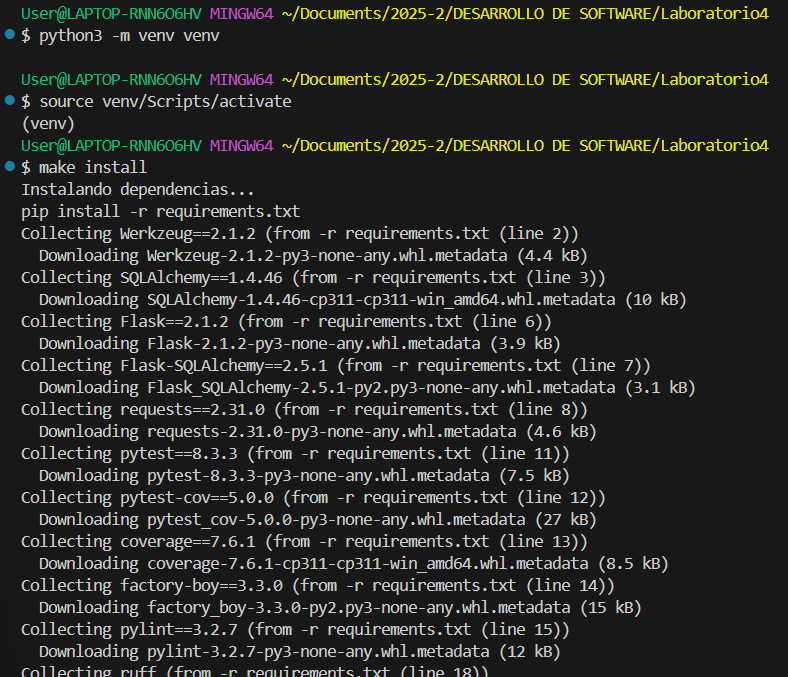 User@LAPTOP-RNN6O6HV MINGW64 ~/Documents/2025-2/DESARROLLO DE SOFTWARE/Laboratorio4
$ python3 -m venv venv
User@LAPTOP-RNN6O6HV MINGW64 ~/Documents/2025-2/DESARROLLO DE SOFTWARE/Laboratorio4
$ source venv/Scripts/activate
(venv)
User@LAPTOP-RNN6O6HV MINGW64 ~/Documents/2025-2/DESARROLLO DE SOFTWARE/Laboratorio4
$ make install
Instalando dependencias...
pip install -r requirements.txt
Collecting Werkzeug==2.1.2 (from -r requirements.txt (line 2))
  Downloading Werkzeug-2.1.2-py3-none-any.whl.metadata (4.4 kB)
Collecting SQLAlchemy==1.4.46 (from -r requirements.txt (line 3))
  Downloading SQLAlchemy-1.4.46-cp311-cp311-win_amd64.whl.metadata (10 kB)
Collecting Flask==2.1.2 (from -r requirements.txt (line 6))
  Downloading Flask-2.1.2-py3-none-any.whl.metadata (3.9 kB)
Collecting Flask-SQLAlchemy==2.5.1 (from -r requirements.txt (line 7))
  Downloading Flask_SQLAlchemy-2.5.1-py2.py3-none-any.whl.metadata (3.1 kB)
Collecting requests==2.31.0 (from -r requirements.txt (line 8))
  Downloading requests-2.31.0-py3-none-any.whl.metadata (4.6 kB)
Collecting pytest==8.3.3 (from -r requirements.txt (line 11))
  Downloading pytest-8.3.3-py3-none-any.whl.metadata (7.5 kB)
Collecting pytest-cov==5.0.0 (from -r requirements.txt (line 12))
  Downloading pytest_cov-5.0.0-py3-none-any.whl.metadata (27 kB)
Collecting coverage==7.6.1 (from -r requirements.txt (line 13))
  Downloading coverage-7.6.1-cp311-cp311-win_amd64.whl.metadata (8.5 kB)
Collecting factory-boy==3.3.0 (from -r requirements.txt (line 14))
  Downloading factory_boy-3.3.0-py2.py3-none-any.whl.metadata (15 kB)
Collecting pylint==3.2.7 (from -r requirements.txt (line 15))
  Downloading pylint-3.2.7-py3-none-any.whl.metadata (12 kB)
Collecting ruff (from -r requirements.txt (line 18))